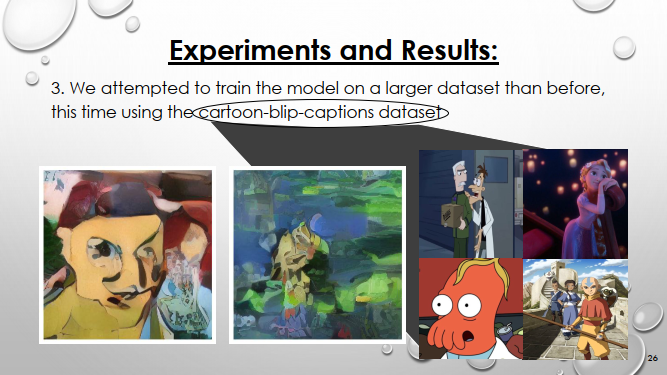 Experiments and Results:
3. We attempted to train the model on a larger dataset than before,
this time using the cartoon-blip-captions dataset
26